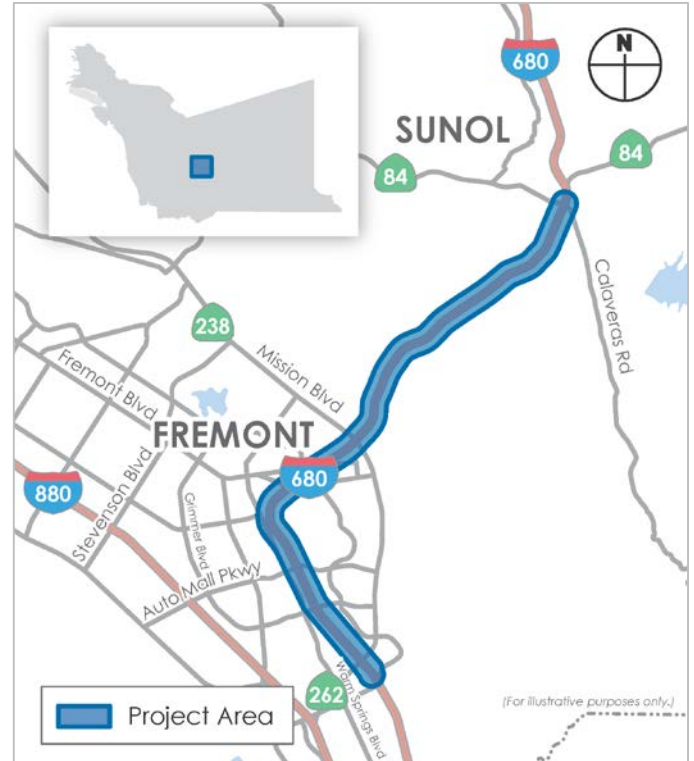 N
680
SUNOL
84
84
Calaveras Rd
238
Mission Blvd
Fremont Blvd
FREMONT
680
880
Stevenson Blvd
Grimmer Blvd
Auto Mall Pkwy
262
Warm Springs Blvd
(For illustrative purposes only.)
Project Area